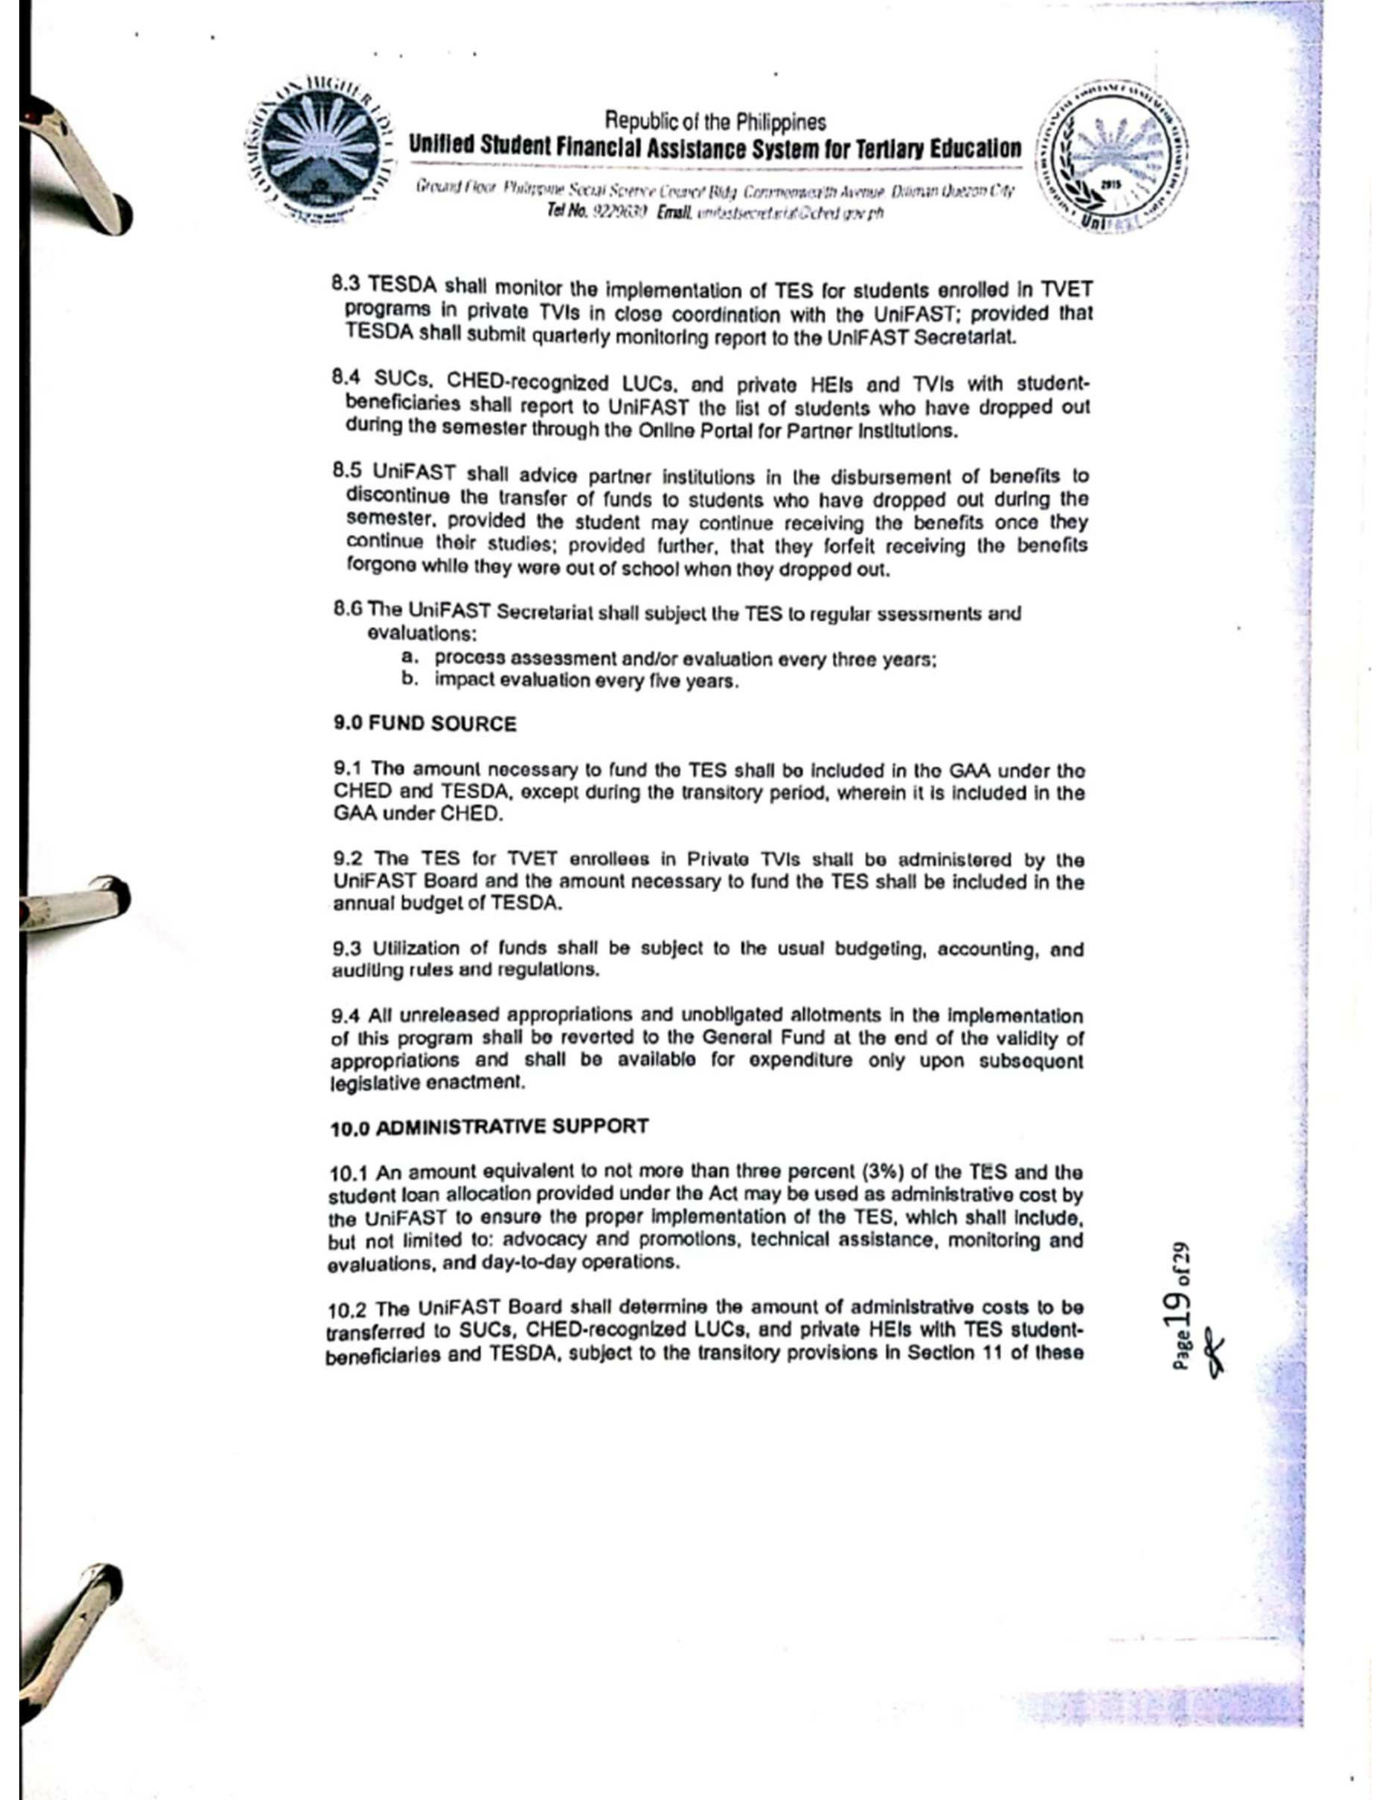 COMMISSION ON HIGHER EDUCATION
Republic of the Philippines
Unified Student Financial Assistance System for Tertiary Education
Ground Floor Philippine Social Science Council Bldg Commonwealth Avenue Diliman Quezon City
Tel No. 9229630 Email. unifastsecretariat@ched.gov.ph
2015
UniFAST
8.3 TESDA shall monitor the implementation of TES for students enrolled in TVET
programs in private TVIs in close coordination with the UniFAST; provided that
TESDA shall submit quarterly monitoring report to the UniFAST Secretariat.
8.4 SUCs, CHED-recognized LUCs, and private HEIs and TVIs with student-
beneficiaries shall report to UniFAST the list of students who have dropped out
during the semester through the Online Portal for Partner Institutions.
8.5 UniFAST shall advice partner institutions in the disbursement of benefits to
discontinue the transfer of funds to students who have dropped out during the
semester, provided the student may continue receiving the benefits once they
continue their studies; provided further, that they forfeit receiving the benefits
forgone while they were out of school when they dropped out.
8.6 The UniFAST Secretariat shall subject the TES to regular ssessments and
evaluations:
a. process assessment and/or evaluation every three years;
b. impact evaluation every five years.
9.0 FUND SOURCE
9.1 The amount necessary to fund the TES shall be included in the GAA under the
CHED and TESDA, except during the transitory period, wherein it is included in the
GAA under CHED.
9.2 The TES for TVET enrollees in Private TVIs shall be administered by the
UniFAST Board and the amount necessary to fund the TES shall be included in the
annual budget of TESDA.
9.3 Utilization of funds shall be subject to the usual budgeting, accounting, and
auditing rules and regulations.
9.4 All unreleased appropriations and unobligated allotments in the implementation
of this program shall be reverted to the General Fund at the end of the validity of
appropriations and shall be available for expenditure only upon subsequent
legislative enactment.
10.0 ADMINISTRATIVE SUPPORT
10.1 An amount equivalent to not more than three percent (3%) of the TES and the
student loan allocation provided under the Act may be used as administrative cost by
the UniFAST to ensure the proper implementation of the TES, which shall include,
but not limited to: advocacy and promotions, technical assistance, monitoring and
evaluations, and day-to-day operations.
10.2 The UniFAST Board shall determine the amount of administrative costs to be
transferred to SUCs, CHED-recognized LUCs, and private HEIs with TES student-
beneficiaries and TESDA, subject to the transitory provisions in Section 11 of these
Page 19 of 29